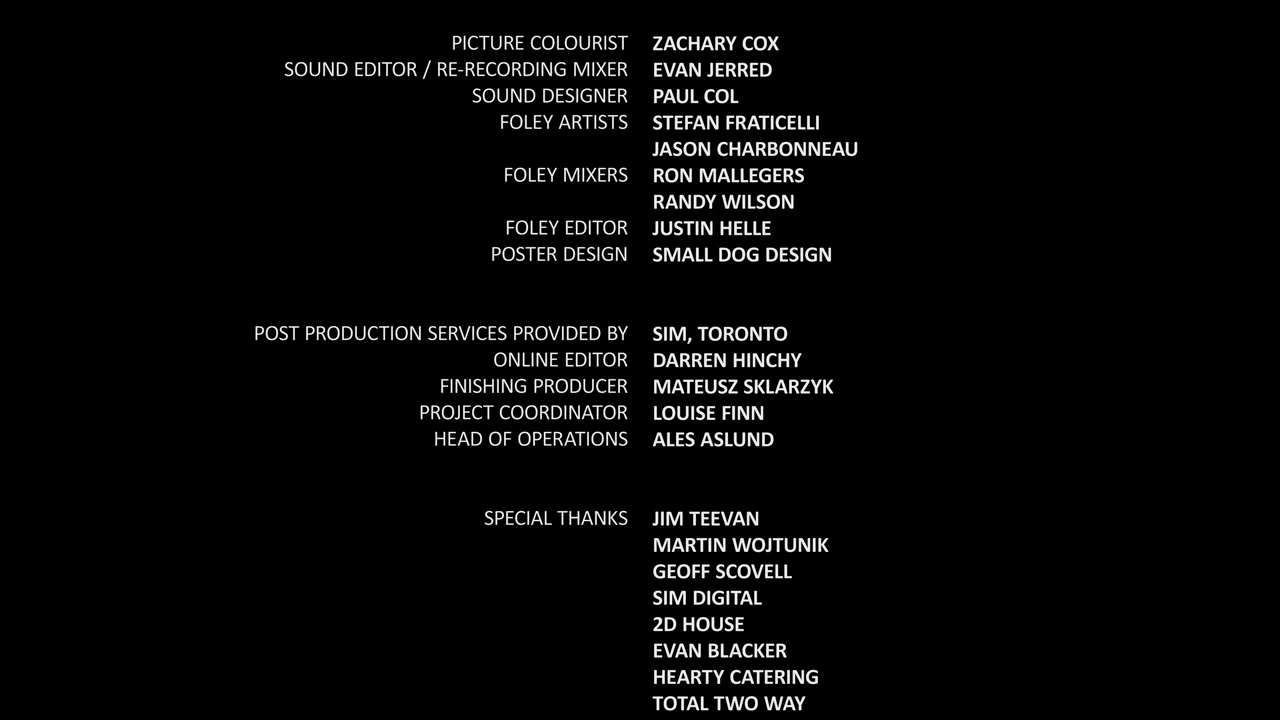 PICTURE COLOURIST ZACHARY COX
SOUND EDITOR / RE-RECORDING MIXER EVAN JERRED
SOUND DESIGNER PAUL COL
FOLEY ARTISTS STEFAN FRATICELLI
JASON CHARBONNEAU
FOLEY MIXERS RON MALLEGERS
RANDY WILSON
FOLEY EDITOR JUSTIN HELLE
POSTER DESIGN SMALL DOG DESIGN
POST PRODUCTION SERVICES PROVIDED BY SIM, TORONTO
ONLINE EDITOR DARREN HINCHY
FINISHING PRODUCER MATEUSZ SKLARZYK
PROJECT COORDINATOR LOUISE FINN
HEAD OF OPERATIONS ALES ASLUND
SPECIAL THANKS JIM TEEVAN
MARTIN WOJTUNIK
GEOFF SCOVELL
SIM DIGITAL
2D HOUSE
EVAN BLACKER
HEARTY CATERING
TOTAL TWO WAY